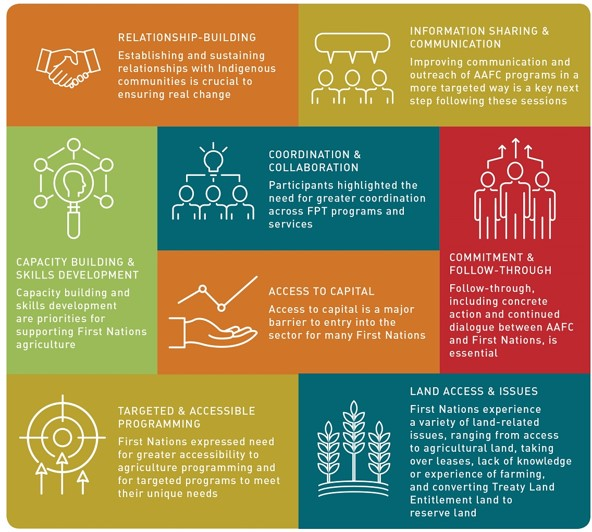 RELATIONSHIP-BUILDING
Establishing and sustaining
relationships with Indigenous
communities is crucial to
ensuring real change
INFORMATION SHARING &
COMMUNICATION
Improving communication and
outreach of AAFC programs in a
more targeted way is a key next
step following these sessions
CAPACITY BUILDING &
SKILLS DEVELOPMENT
Capacity building and
skills development
are priorities for
supporting First Nations
agriculture
COORDINATION &
COLLABORATION
Participants highlighted the
need for greater coordination
across FPT programs and
services
COMMITMENT &
FOLLOW-THROUGH
Follow-through,
including concrete
action and continued
dialogue between AAFC
and First Nations, is
essential
ACCESS TO CAPITAL
Access to capital is a major
barrier to entry into the
sector for many First Nations
TARGETED & ACCESSIBLE
PROGRAMMING
First Nations expressed need
for greater accessibility to
agriculture programming and
for targeted programs to meet
their unique needs
LAND ACCESS & ISSUES
First Nations experience
a variety of land-related
issues, ranging from access
to agricultural land, taking
over leases, lack of knowledge
or experience of farming,
and converting Treaty Land
Entitlement land to
reserve land